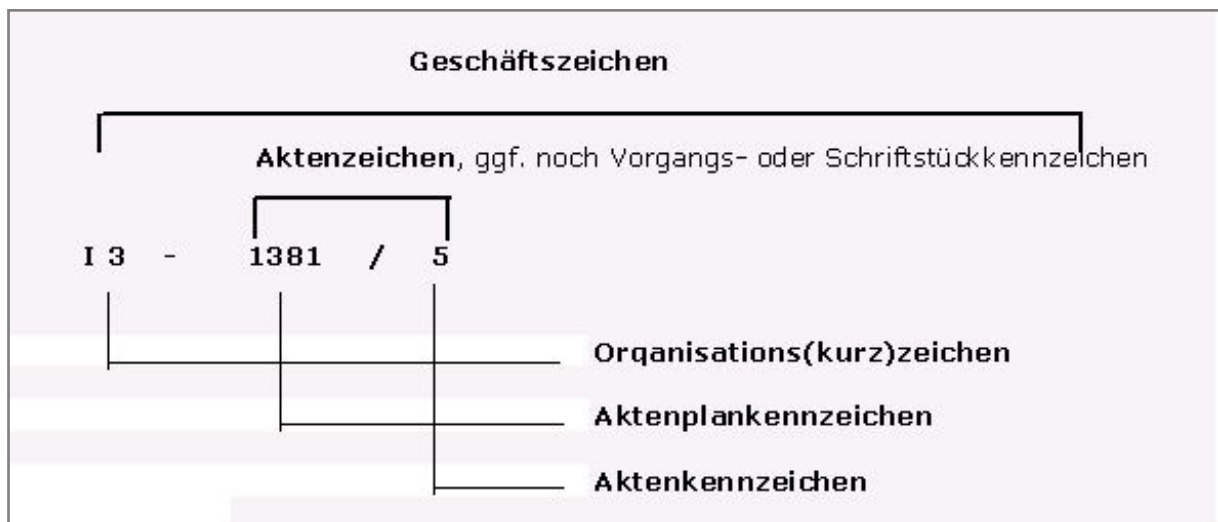 Geschäftszeichen
Aktenzeichen, ggf. noch Vorgangs- oder Schriftstückkennzeichen
I 3 - 1381 / 5
Organisations(kurz)zeichen
Aktenplankennzeichen
Aktenkennzeichen